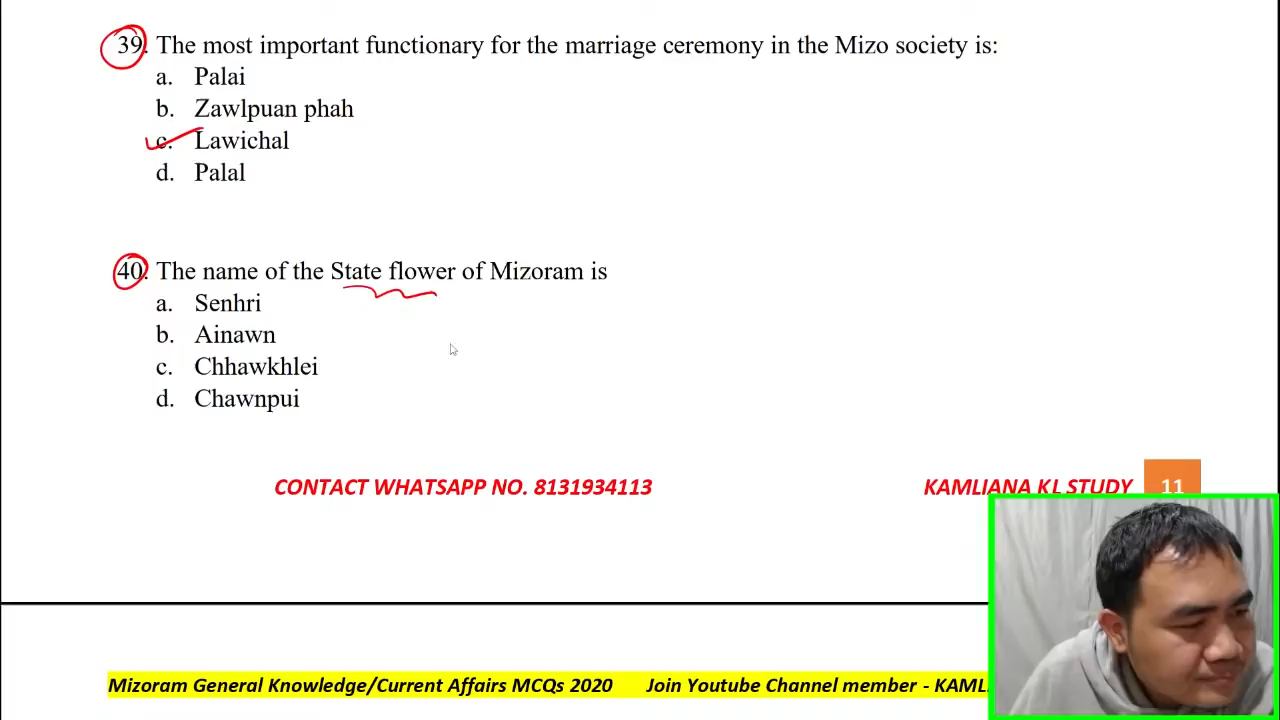 39. The most important functionary for the marriage ceremony in the Mizo society is:
a. Palai
b. Zawlpuan phah
c. Lawichal
d. Palal
40. The name of the State flower of Mizoram is
a. Senhri
b. Ainawn
c. Chhawkhlei
d. Chawnpui
CONTACT WHATSAPP NO. 8131934113 KAMLIANA KL STUDY 11
Mizoram General Knowledge/Current Affairs MCQs 2020 Join Youtube Channel member -